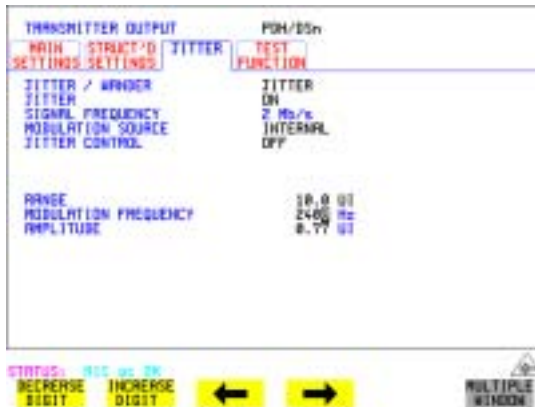 TRANSMITTER OUTPUT PDH/DSn
MAIN SETTINGS STRUCT'D SETTINGS JITTER TEST FUNCTION
JITTER / WANDER JITTER
JITTER ON
SIGNAL FREQUENCY 2 Mb/s
MODULATION SOURCE INTERNAL
JITTER CONTROL OFF
RANGE 10.0 UI
MODULATION FREQUENCY Hz
AMPLITUDE 0.77 UI
STATUS:
DECREASE DIGIT INCREASE DIGIT MULTIPLE WINDOW